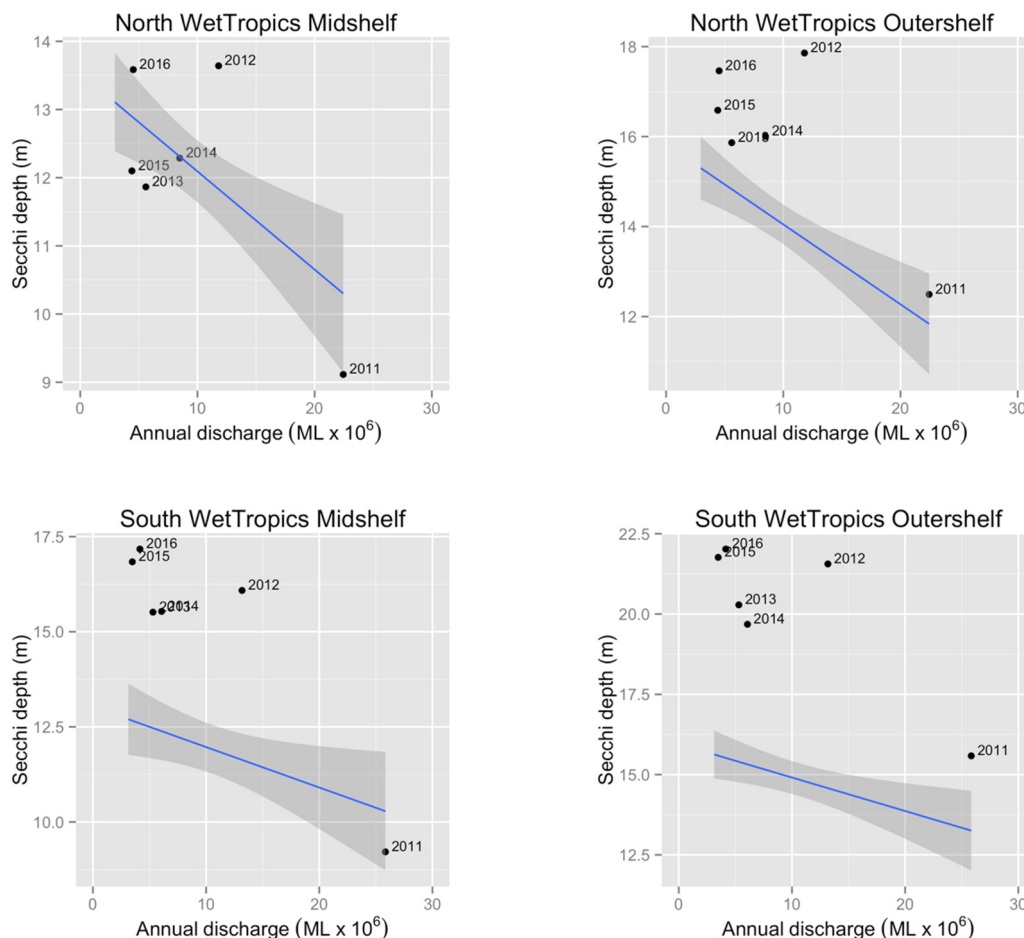 North WetTropics Midshelf
14
13
12
11
10
9
Secchi depth (m)
2016
2012
2014
2015
2013
2011
0 10 20 30
Annual discharge (ML x 10⁶)
North WetTropics Outershelf
18
16
14
12
Secchi depth (m)
2012
2016
2015
2014
2013
2011
0 10 20 30
Annual discharge (ML x 10⁶)
South WetTropics Midshelf
17.5
15.0
12.5
10.0
Secchi depth (m)
2016
2015
2012
2013
2014
2011
0 10 20 30
Annual discharge (ML x 10⁶)
South WetTropics Outershelf
22.5
20.0
17.5
15.0
12.5
Secchi depth (m)
2016
2015
2012
2013
2014
2011
0 10 20 30
Annual discharge (ML x 10⁶)